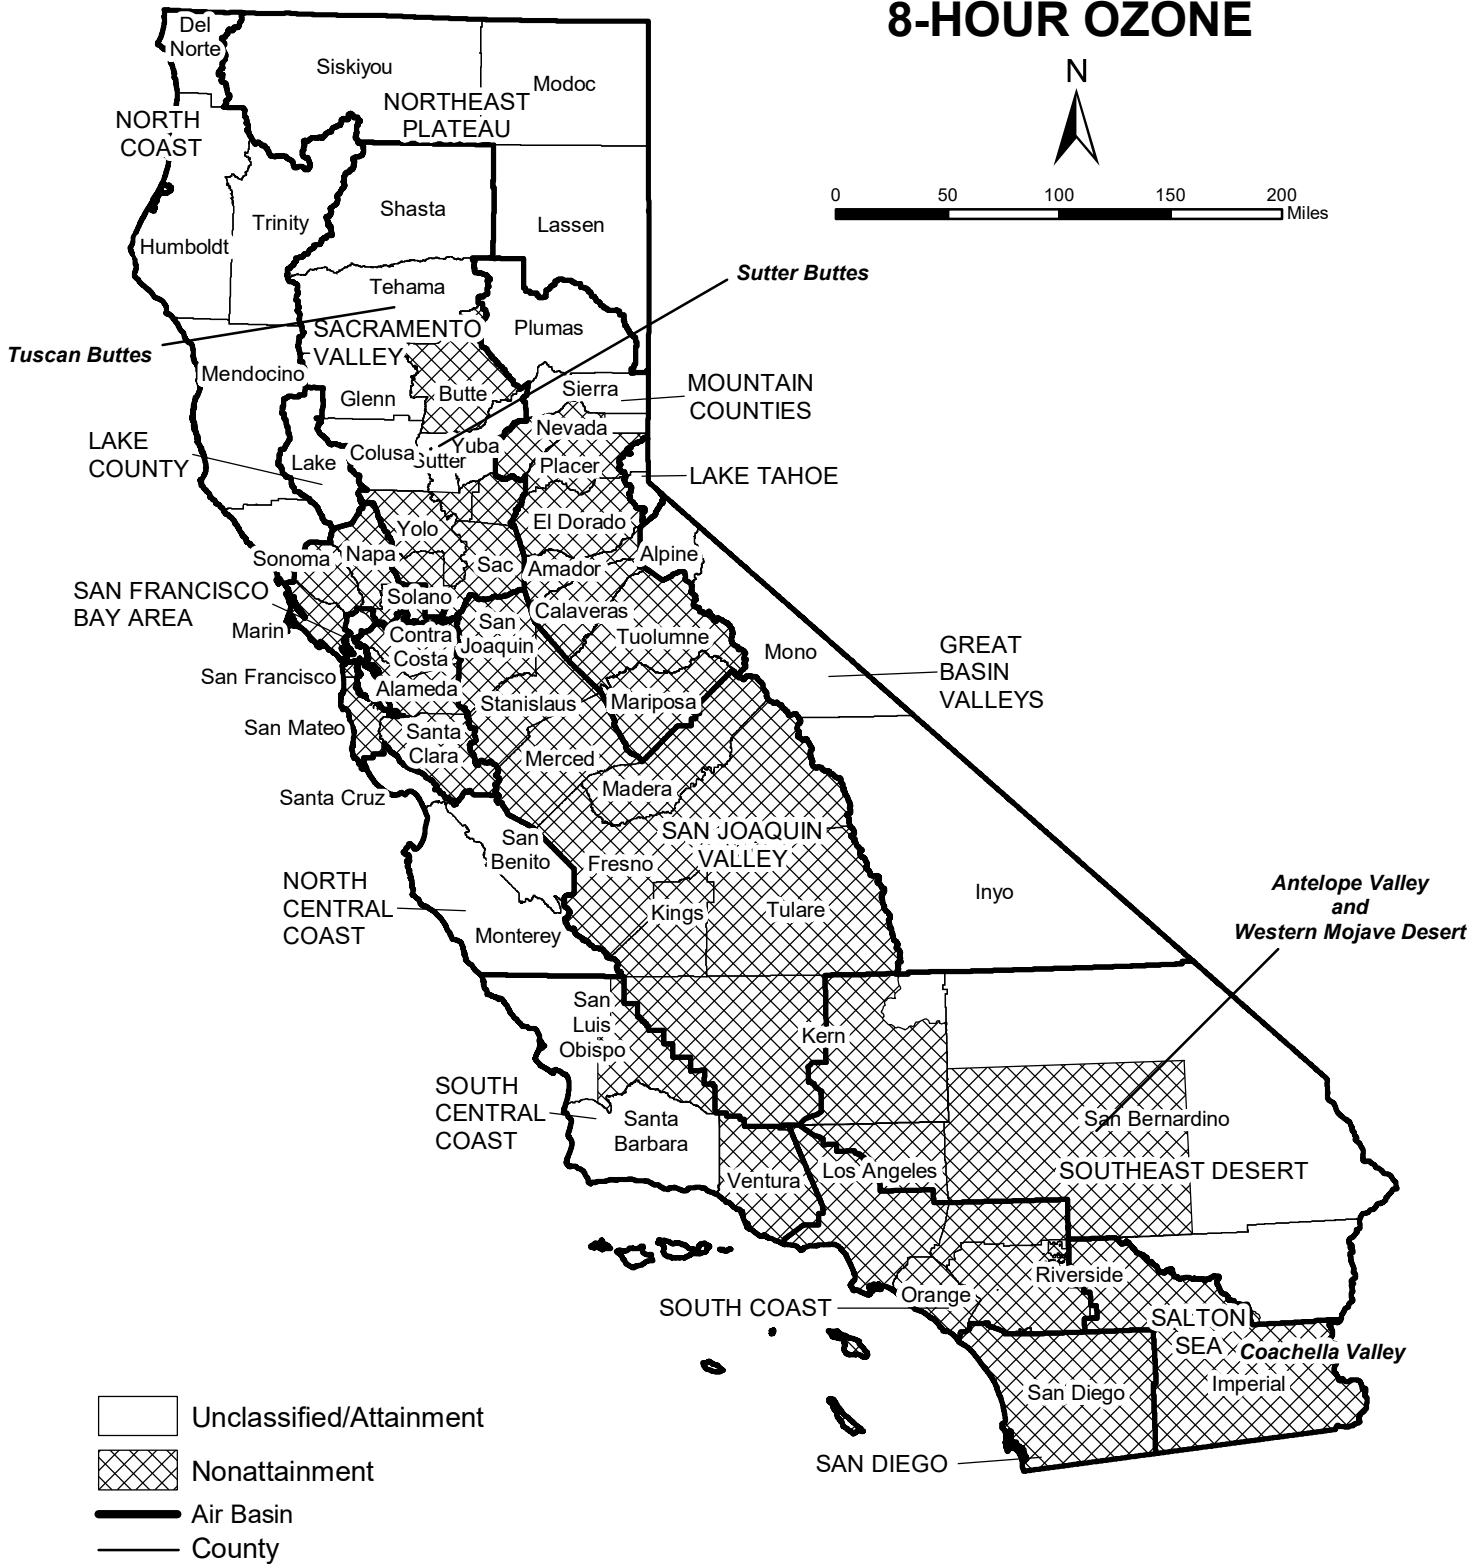 8-HOUR OZONE
N
0 50 100 150 200
Miles
Del
Norte
Siskiyou
Modoc
NORTHEAST
PLATEAU
NORTH
COAST
Shasta
Trinity
Lassen
Humboldt
Sutter Buttes
Tehama
Tuscan Buttes
SACRAMENTO
VALLEY
Plumas
Mendocino
Butte
Sierra
MOUNTAIN
COUNTIES
Glenn
Nevada
LAKE
COUNTY
Lake
Colusa
Yuba
Sutter
Placer
LAKE TAHOE
Yolo
El Dorado
Sonoma
Napa
Sac
Amador
Alpine
SAN FRANCISCO
BAY AREA
Solano
Calaveras
Marin
Contra
Costa
San
Joaquin
Tuolumne
Mono
GREAT
BASIN
VALLEYS
San Francisco
Alameda
Stanislaus
Mariposa
San Mateo
Santa
Clara
Merced
Madera
Santa Cruz
San
Benito
SAN JOAQUIN
VALLEY
Fresno
NORTH
CENTRAL
COAST
Kings
Tulare
Inyo
Antelope Valley
and
Western Mojave Desert
Monterey
San
Luis
Obispo
Kern
SOUTH
CENTRAL
COAST
Santa
Barbara
San Bernardino
Ventura
Los Angeles
SOUTHEAST DESERT
Riverside
Orange
SOUTH COAST
SALTON
SEA
Coachella Valley
San Diego
Imperial
SAN DIEGO
Unclassified/Attainment
Nonattainment
Air Basin
County